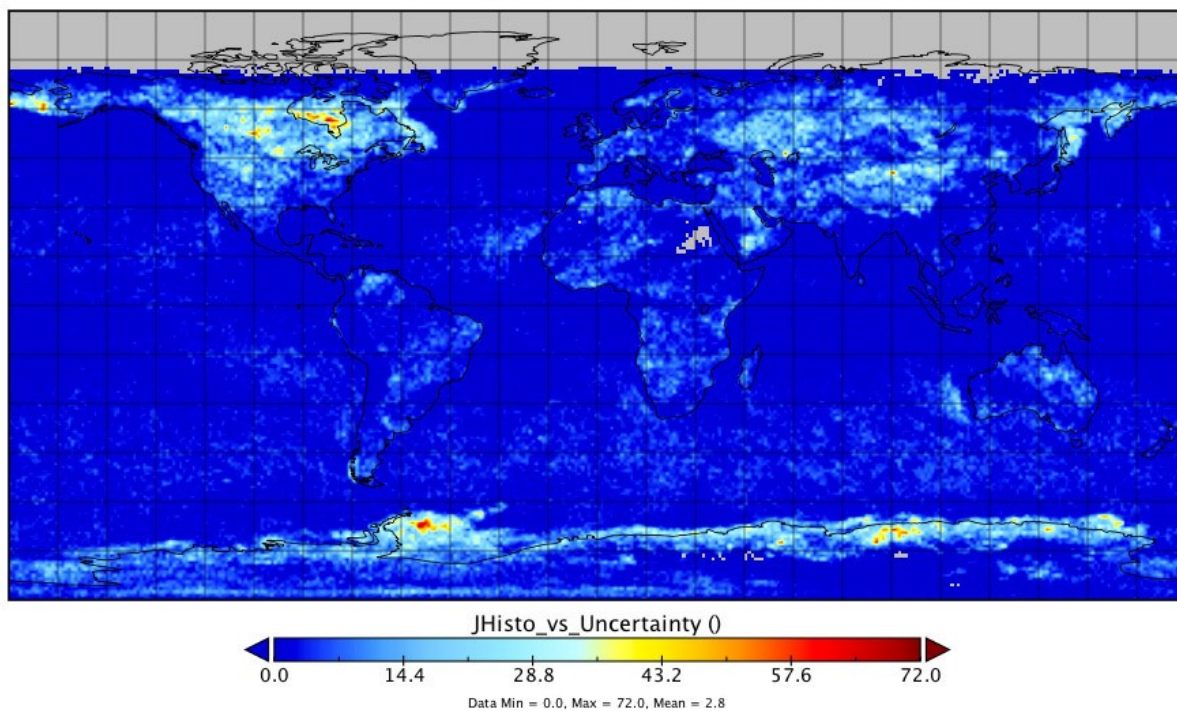 JHisto_vs_Uncertainty ()
0.0 14.4 28.8 43.2 57.6 72.0
Data Min = 0.0, Max = 72.0, Mean = 2.8